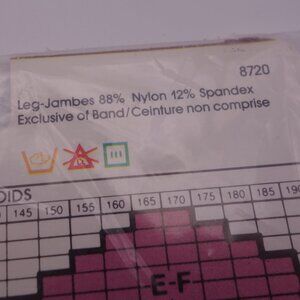 8720
Leg-Jambes 88% Nylon 12% Spandex
Exclusive of Band/Ceinture non comprise
OIDS
145 150 155 160 165 170 175 180 185 190
E-F